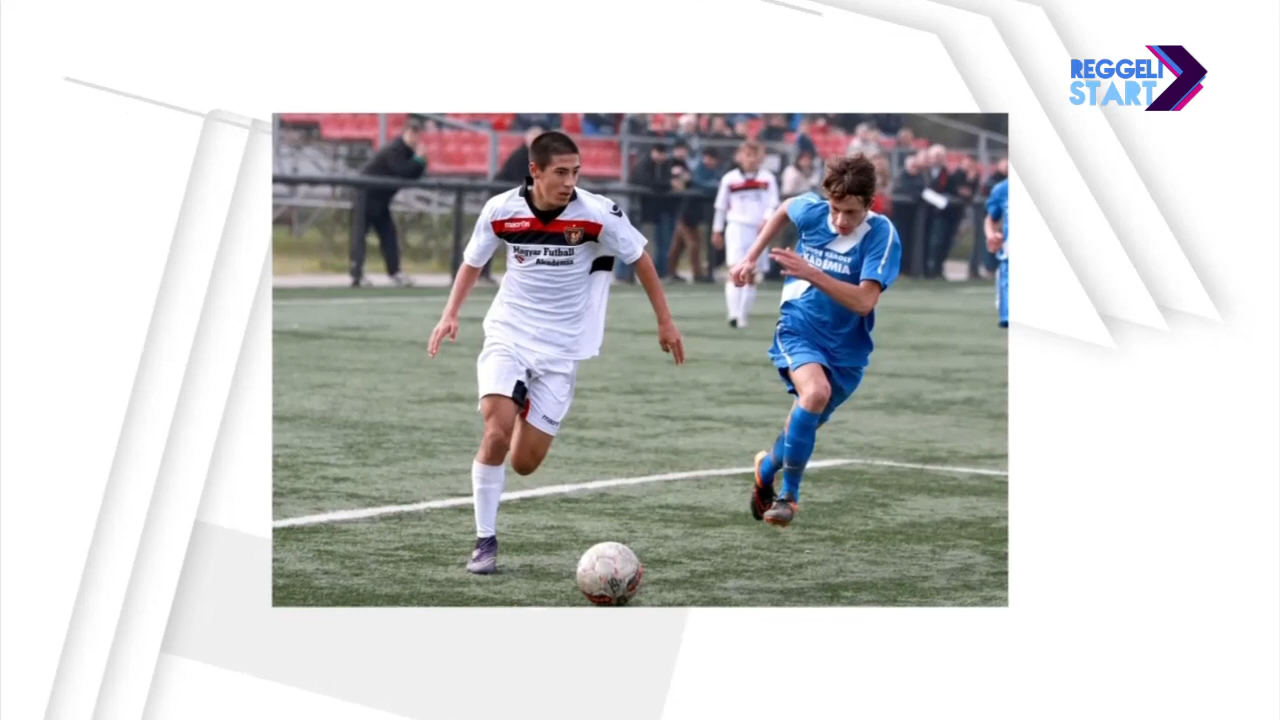 REGGELI
START
macron
Magyar Futball
Akadémia
AKADÉMIA